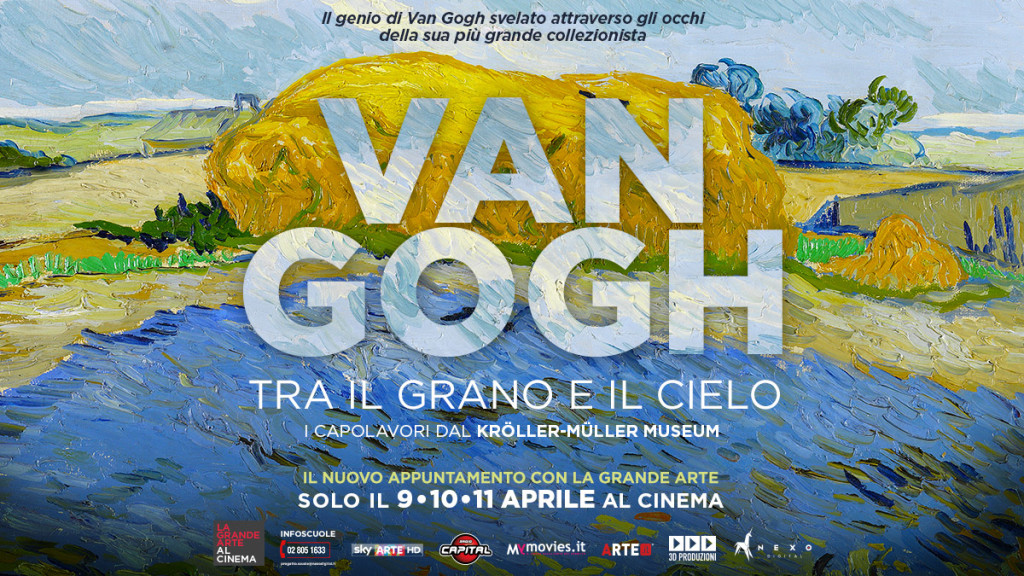 Il genio di Van Gogh svelato attraverso gli occhi
della sua più grande collezionista
VAN
GOGH
TRA IL GRANO E IL CIELO
I CAPOLAVORI DAL KRÖLLER-MÜLLER MUSEUM
IL NUOVO APPUNTAMENTO CON LA GRANDE ARTE
SOLO IL 9•10•11 APRILE AL CINEMA
LA GRANDE ARTE AL CINEMA
INFOSCUOLE
02 805 1633
sky ARTE HD
CAPITAL
MYmovies.it
ARTE
3D PRODUZIONI
NEXO
DIGITAL